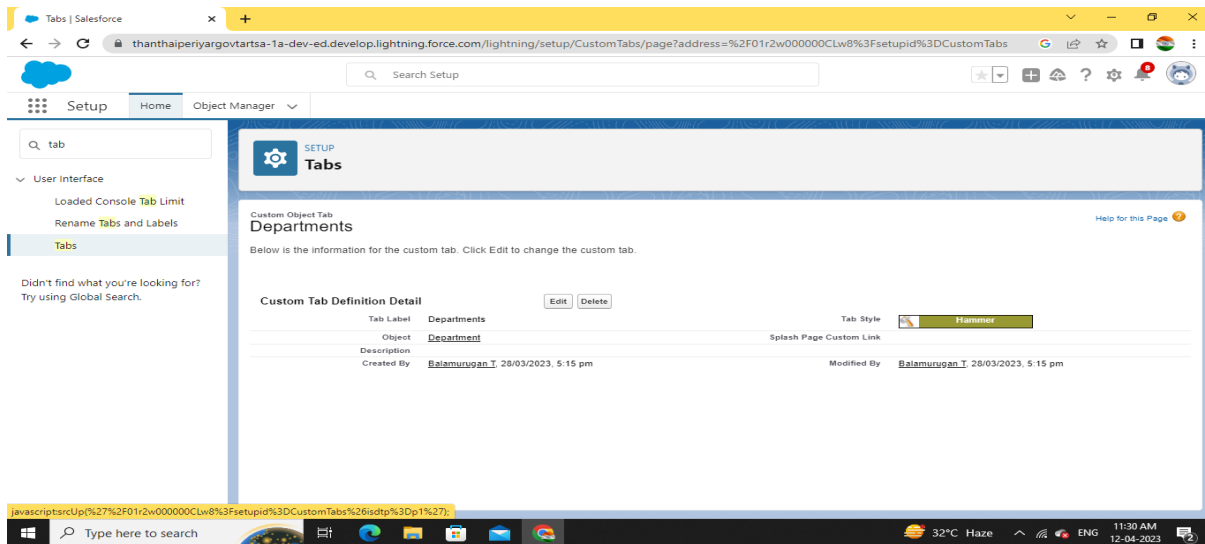 Tabs | Salesforce
thanthaiperiyargovtartsa-1a-dev-ed.develop.lightning.force.com/lightning/setup/CustomTabs/page?address=%2F01r2w000000CLw8%3Fsetupid%3DCustomTabs
Search Setup
8
Setup Home Object Manager
tab
User Interface
Loaded Console Tab Limit
Rename Tabs and Labels
Tabs
Didn't find what you're looking for?
Try using Global Search.
SETUP
Tabs
Custom Object Tab
Departments
Help for this Page
Below is the information for the custom tab. Click Edit to change the custom tab.
Custom Tab Definition Detail Edit Delete
Tab Label Departments Tab Style Hammer
Object Department Splash Page Custom Link
Description
Created By Balamurugan T, 28/03/2023, 5:15 pm Modified By Balamurugan T, 28/03/2023, 5:15 pm
javascript:srcUp(%27%2F01r2w000000CLw8%3Fsetupid%3DCustomTabs%26isdtp%3Dp1%27);
Type here to search 32°C Haze ENG 11:30 AM
12-04-2023 2